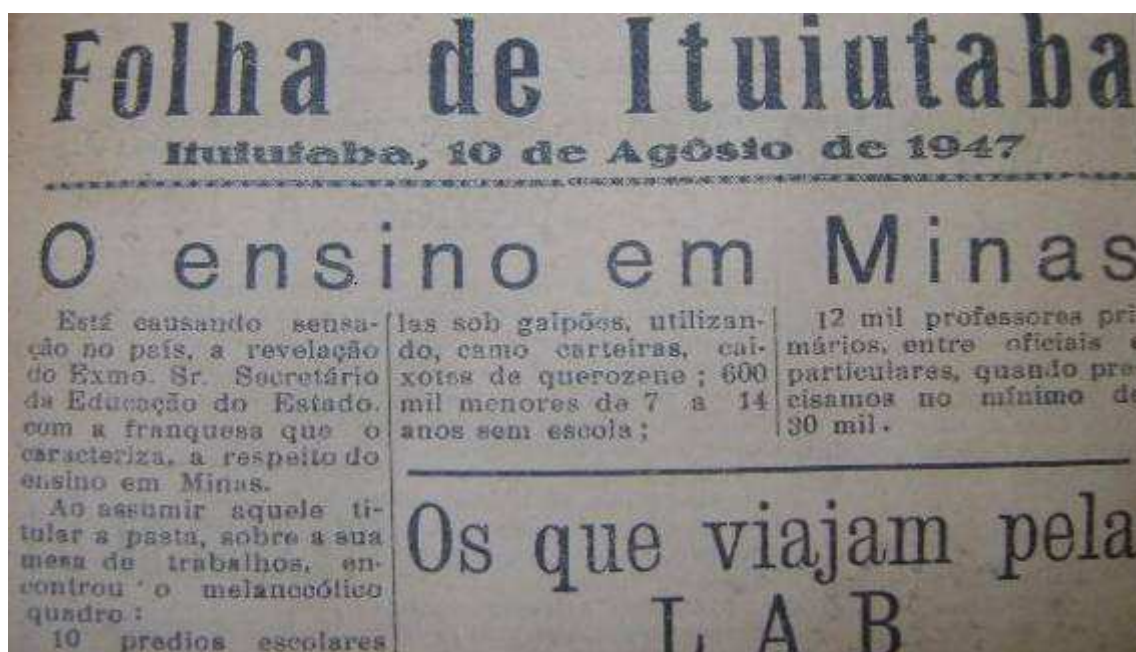 Folha de Ituiutaba
Ituiutaba, 10 de Agôsto de 1947
O ensino em Minas
Está causando sensa-
ção no país, a revelação
do Exmo. Sr. Secretário
da Educação do Estado,
com a franquesa que o
caracteriza, a respeito do
ensino em Minas.
Ao assumir aquele ti-
tular a pasta, sobre a sua
mesa de trabalhos, en-
controu o melancólico
quadro :
10 predios escolares
las sob galpões, utilizan-
do, camo carteiras, cai-
xotes de querozene ; 600
mil menores de 7 a 14
anos sem escola ;
12 mil professores pri
mários, entre oficiais e
particulares, quando pre
cisamos no mínimo de
30 mil.
Os que viajam pela
L A B